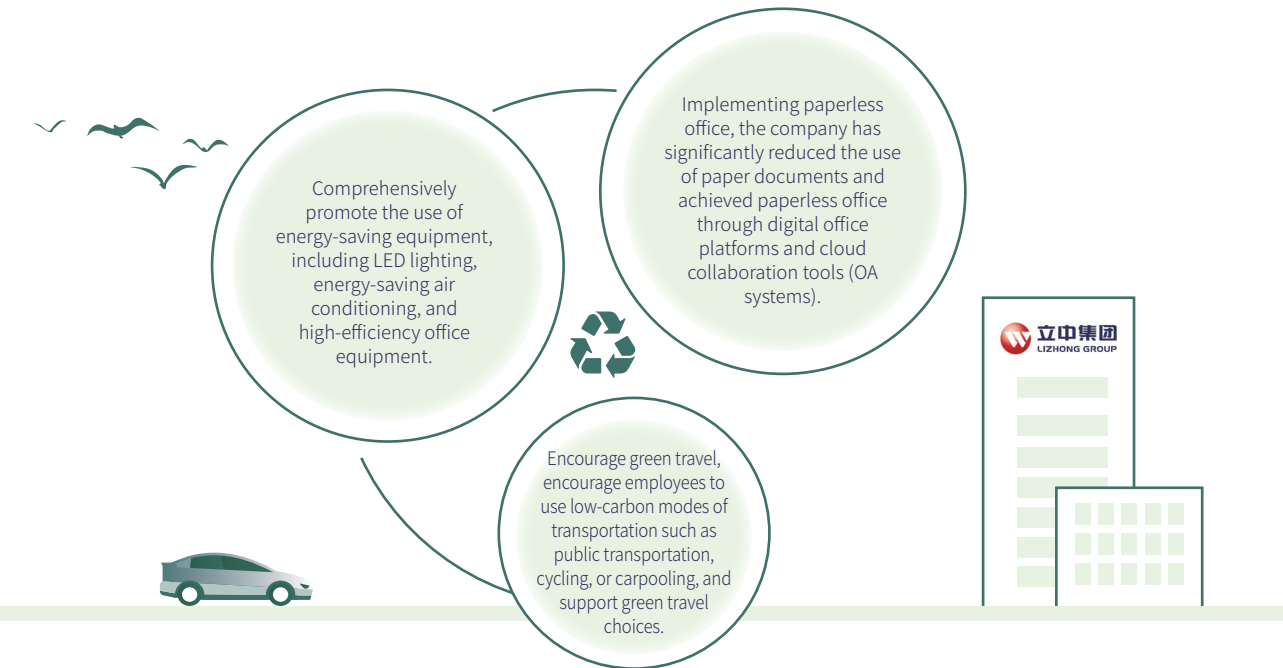 Comprehensively
promote the use of
energy-saving equipment,
including LED lighting,
energy-saving air
conditioning, and
high-efficiency office
equipment.
Implementing paperless
office, the company has
significantly reduced the use
of paper documents and
achieved paperless office
through digital office
platforms and cloud
collaboration tools (OA
systems).
Encourage green travel,
encourage employees to
use low-carbon modes of
transportation such as
public transportation,
cycling, or carpooling, and
support green travel
choices.
立中集团
LIZHONG GROUP